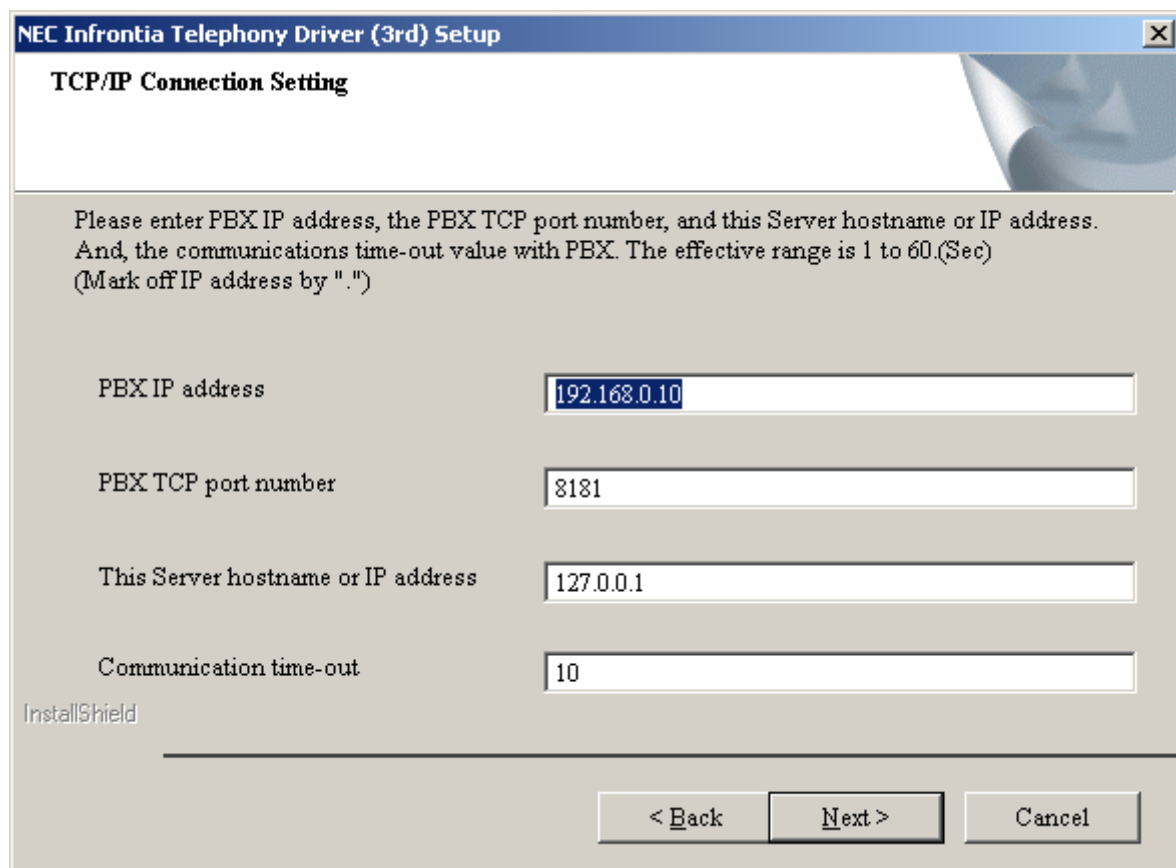 NEC Infrontia Telephony Driver (3rd) Setup
TCP/IP Connection Setting
Please enter PBX IP address, the PBX TCP port number, and this Server hostname or IP address.
And, the communications time-out value with PBX. The effective range is 1 to 60.(Sec)
(Mark off IP address by ".")
PBX IP address
192.168.0.10
PBX TCP port number
8181
This Server hostname or IP address
127.0.0.1
Communication time-out
10
InstallShield
< Back
Next >
Cancel